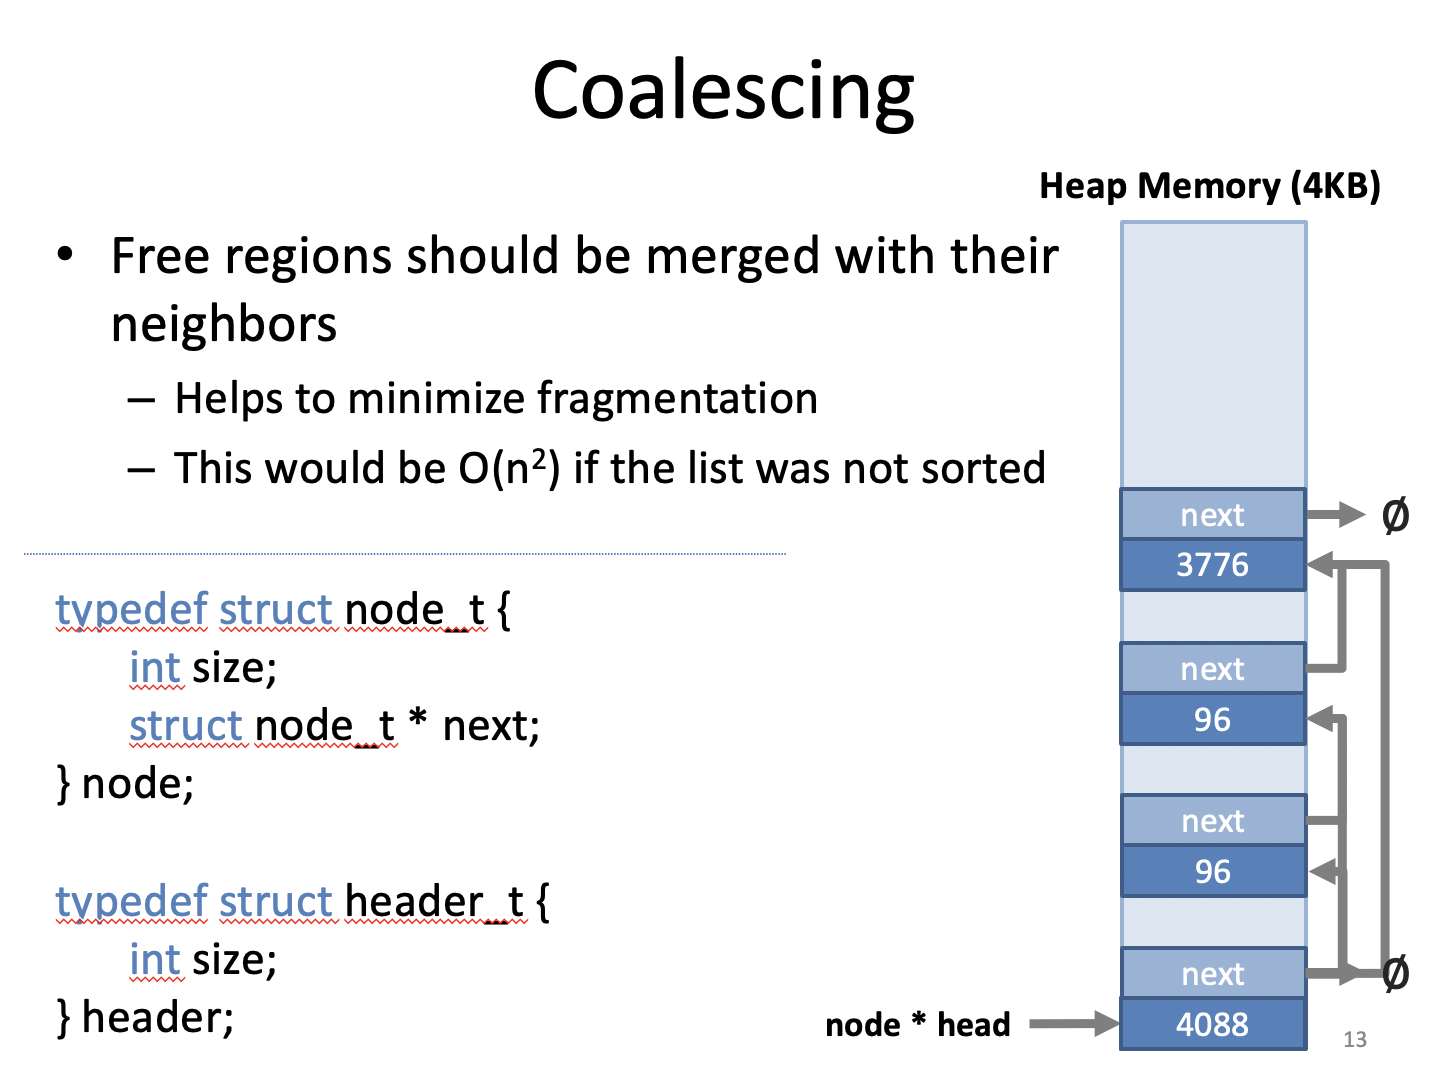 Coalescing
Heap Memory (4KB)
• Free regions should be merged with their
neighbors
– Helps to minimize fragmentation
– This would be O(n²) if the list was not sorted
typedef struct node_t {
int size;
struct node_t * next;
} node;
typedef struct header_t {
int size;
} header;
next
Ø
3776
next
96
next
96
next
Ø
node * head
4088
13